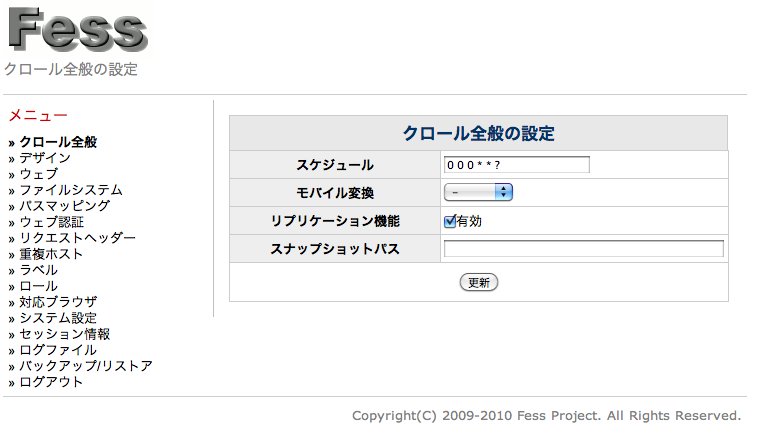 Fess
クロール全般の設定
メニュー
» クロール全般
» デザイン
» ウェブ
» ファイルシステム
» パスマッピング
» ウェブ認証
» リクエストヘッダー
» 重複ホスト
» ラベル
» ロール
» 対応ブラウザ
» システム設定
» セッション情報
» ログファイル
» バックアップ/リストア
» ログアウト
クロール全般の設定
スケジュール 0 0 0 * * ?
モバイル変換 −
リプリケーション機能 有効
スナップショットパス
更新
Copyright(C) 2009-2010 Fess Project. All Rights Reserved.